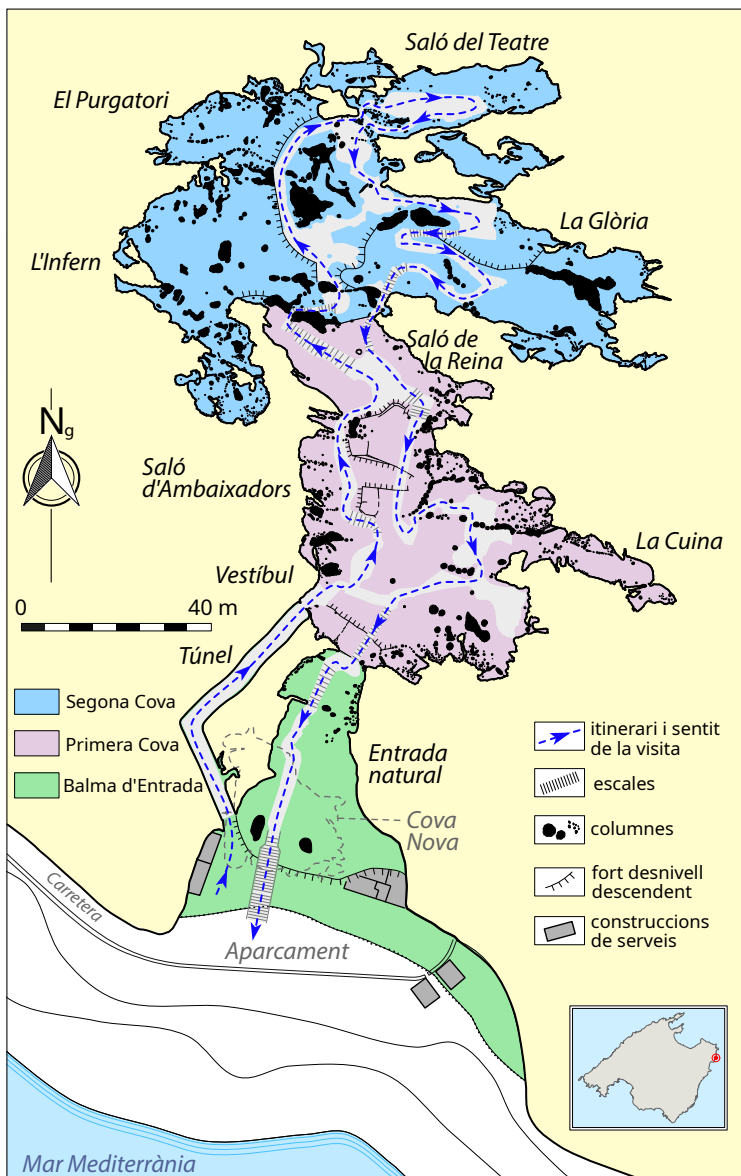 Saló del Teatre
El Purgatori
La Glòria
L'Infern
Saló de
la Reina
N
g
Saló
d'Ambaixadors
La Cuina
Vestíbul
0 40 m
Túnel
Segona Cova
Primera Cova
Balma d'Entrada
Entrada
natural
Cova
Nova
itinerari i sentit
de la visita
escales
columnes
fort desnivell
descendent
construccions
de serveis
Carretera
Aparcament
Mar Mediterrània